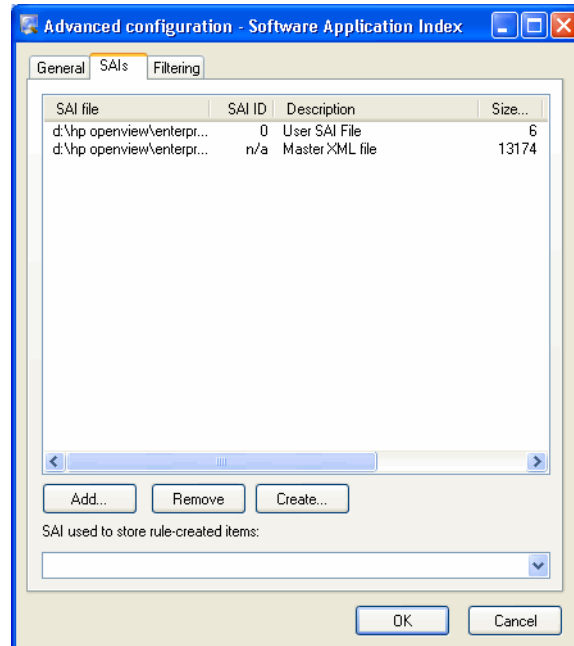 Advanced configuration - Software Application Index
General SAIs Filtering
SAI file SAI ID Description Size...
d:\hp openview\enterpr... 0 User SAI File 6
d:\hp openview\enterpr... n/a Master XML file 13174
Add... Remove Create...
SAI used to store rule-created items:
OK Cancel